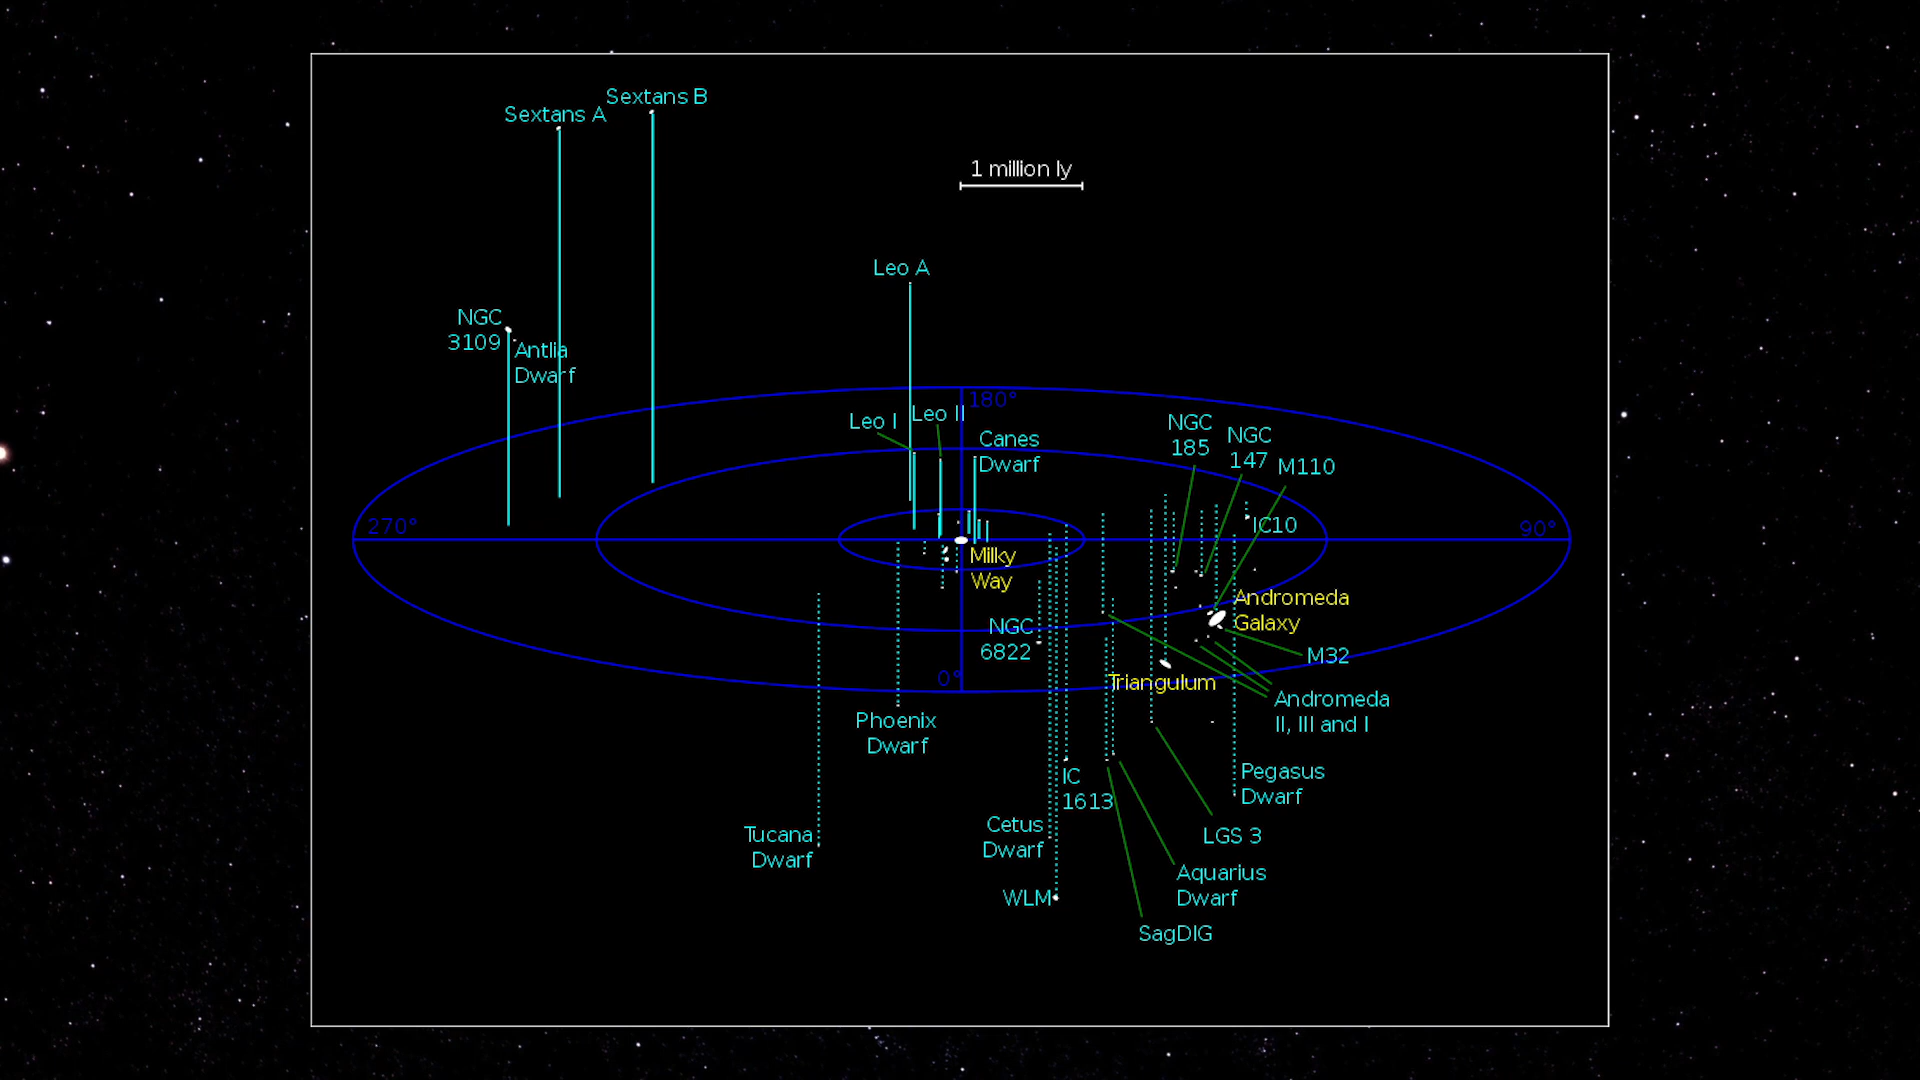 Sextans B
Sextans A
1 million ly
Leo A
NGC
3109
Antlia
Dwarf
180°
Leo I
Leo II
Canes
Dwarf
NGC
185
NGC
147
M110
270°
90°
IC10
Milky
Way
Andromeda
Galaxy
NGC
6822
M32
0°
Triangulum
Andromeda
II, III and I
Phoenix
Dwarf
IC
1613
Pegasus
Dwarf
Tucana
Dwarf
Cetus
Dwarf
LGS 3
Aquarius
Dwarf
WLM
SagDIG